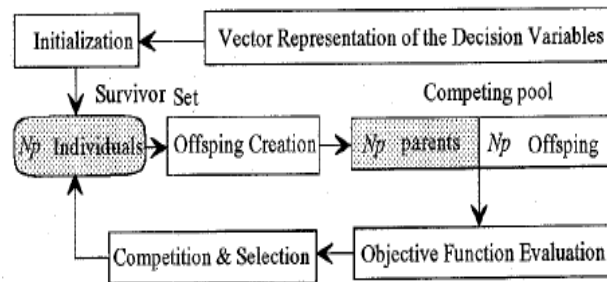 Initialization
Vector Representation of the Decision Variables
Survivor Set
Competing pool
Np Individuals
Offsping Creation
Np parents
Np Offsping
Competition & Selection
Objective Function Evaluation